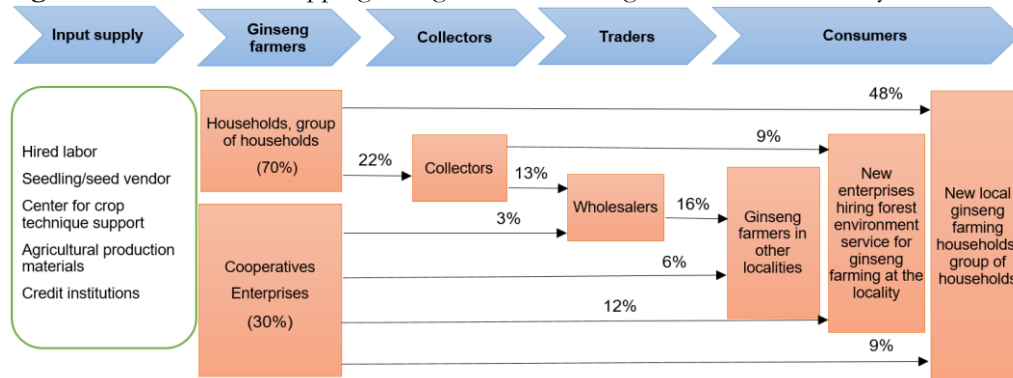 Input supply
Ginseng
farmers
Collectors
Traders
Consumers
Hired labor
Seedling/seed vendor
Center for crop
technique support
Agricultural production
materials
Credit institutions
Households, group
of households
(70%)
Cooperatives
Enterprises
(30%)
48%
22%
Collectors
9%
13%
3%
Wholesalers
16%
6%
12%
9%
Ginseng
farmers in
other
localities
New
enterprises
hiring forest
environment
service for
ginseng
farming at the
locality
New local
ginseng
farming
households,
group of
households